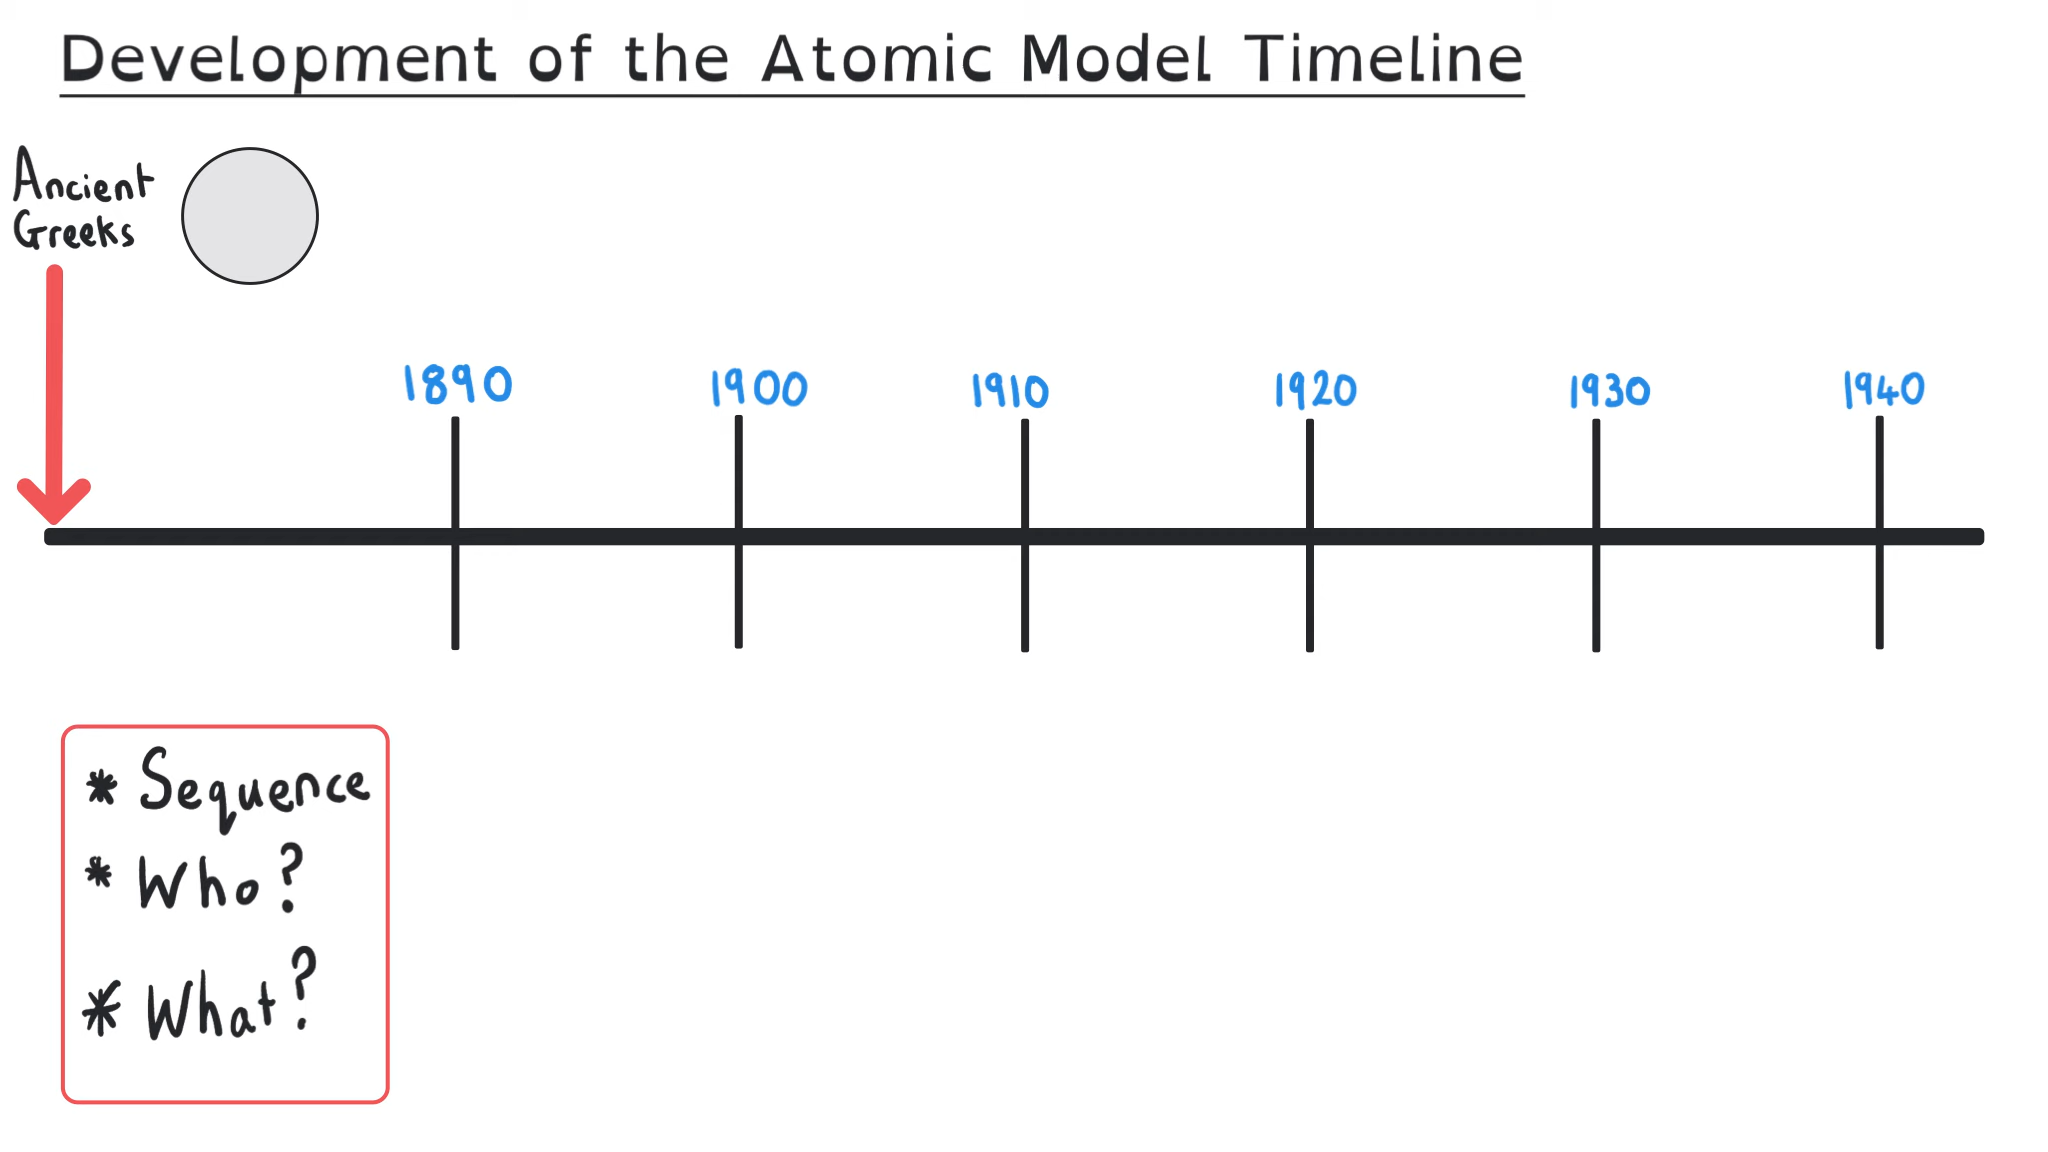 Development of the Atomic Model Timeline
Ancient
Greeks
1890
1900
1910
1920
1930
1940
* Sequence
* Who?
* What?